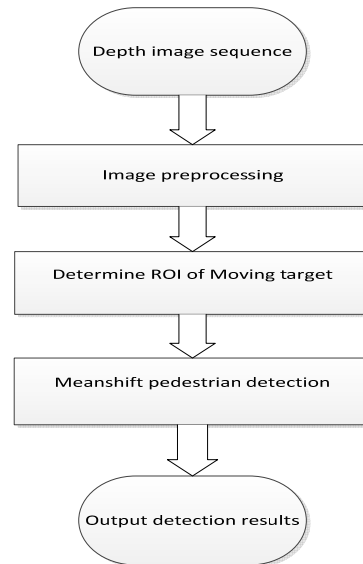 Depth image sequence
Image preprocessing
Determine ROI of Moving target
Meanshift pedestrian detection
Output detection results